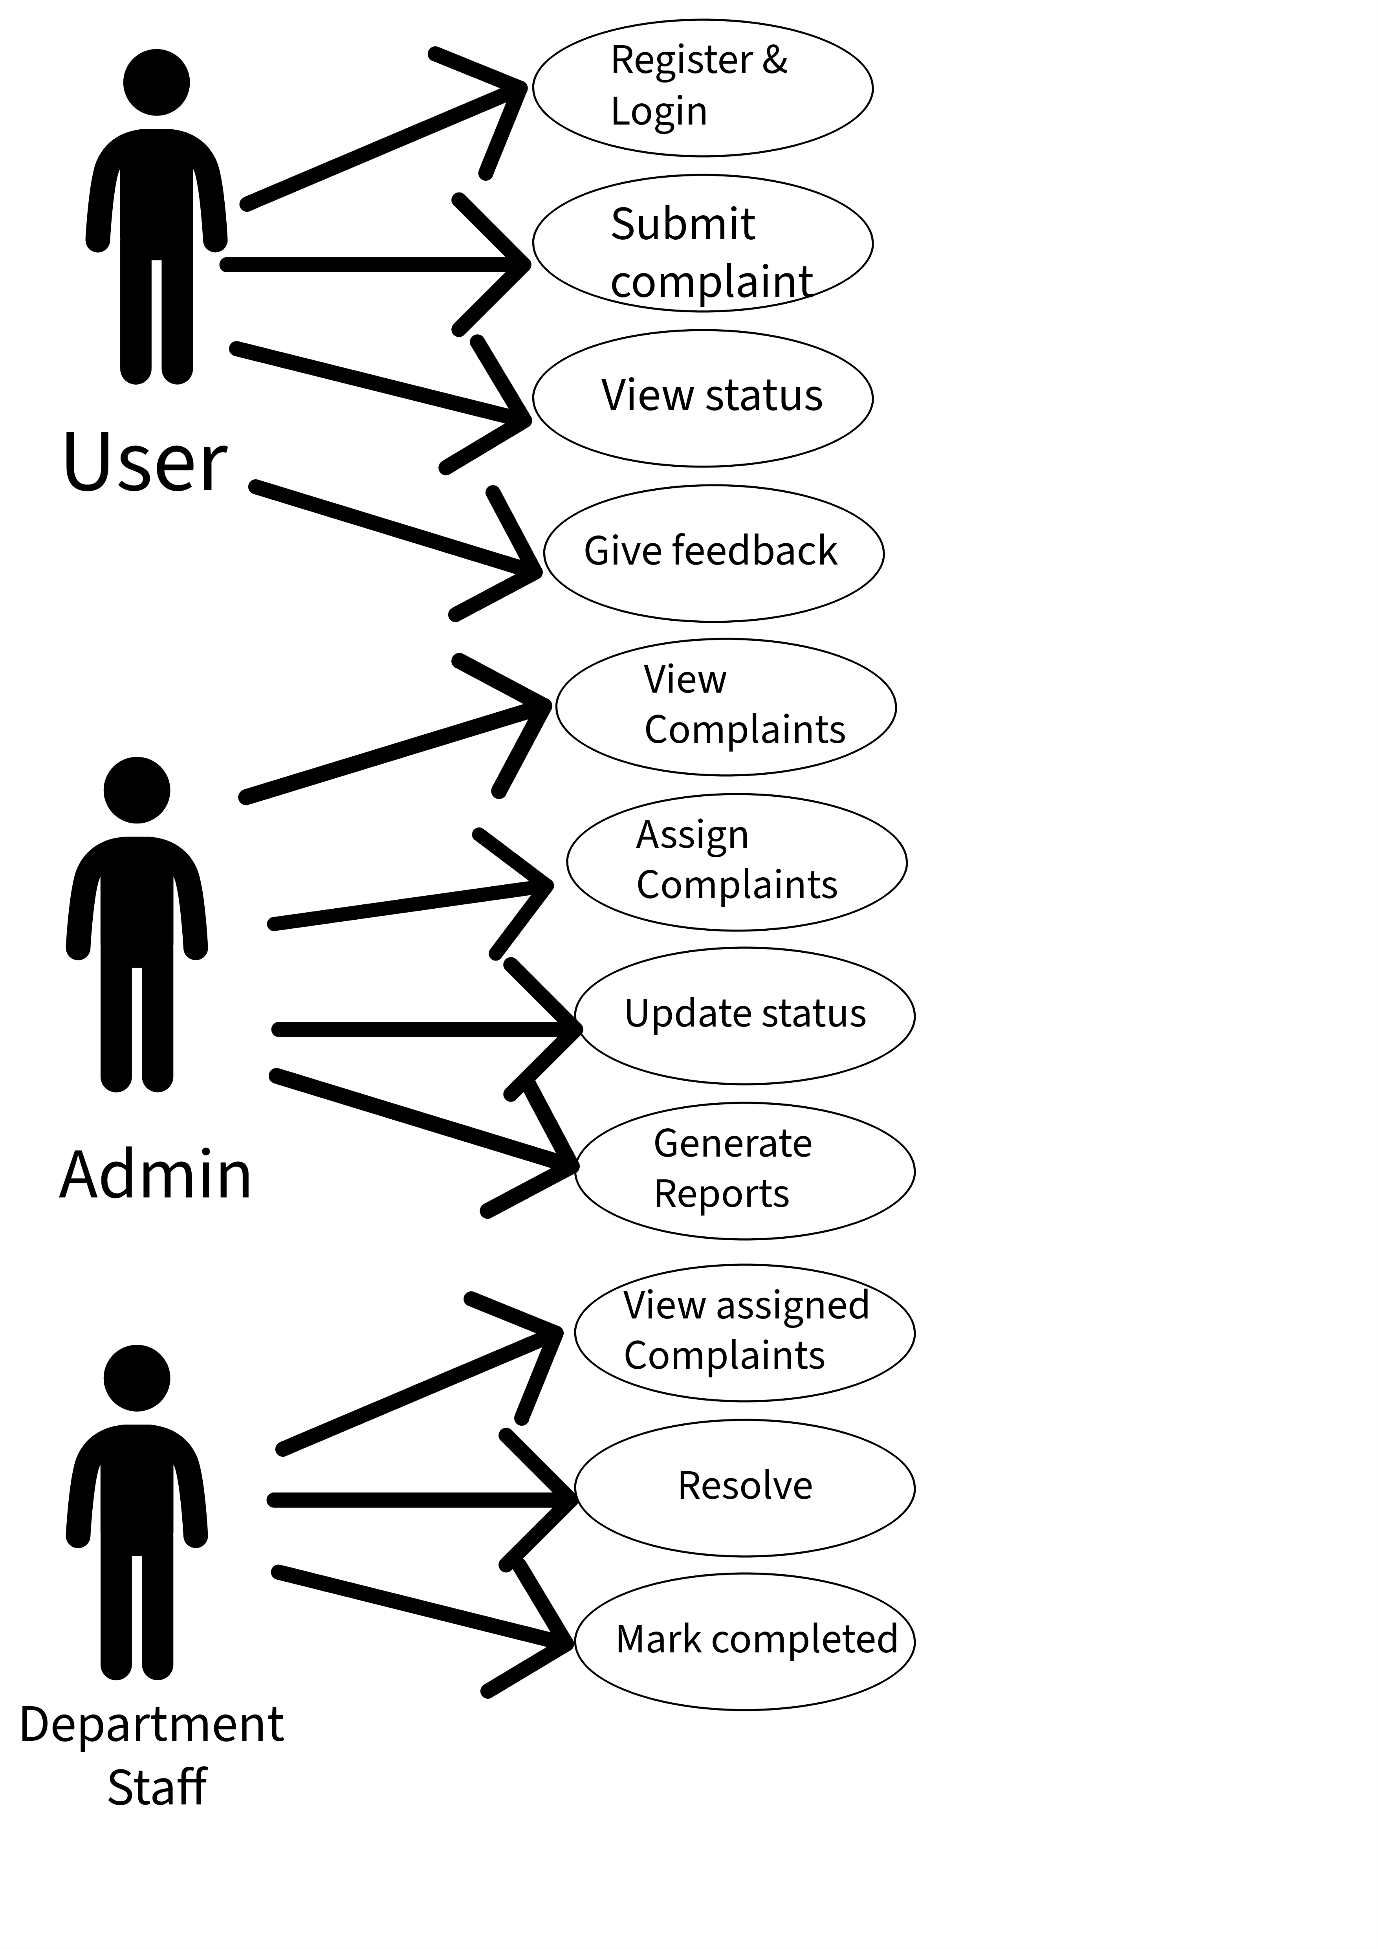 Register &
Login
Submit
complaint
View status
User
Give feedback
View
Complaints
Assign
Complaints
Update status
Generate
Reports
Admin
View assigned
Complaints
Resolve
Mark completed
Department
Staff